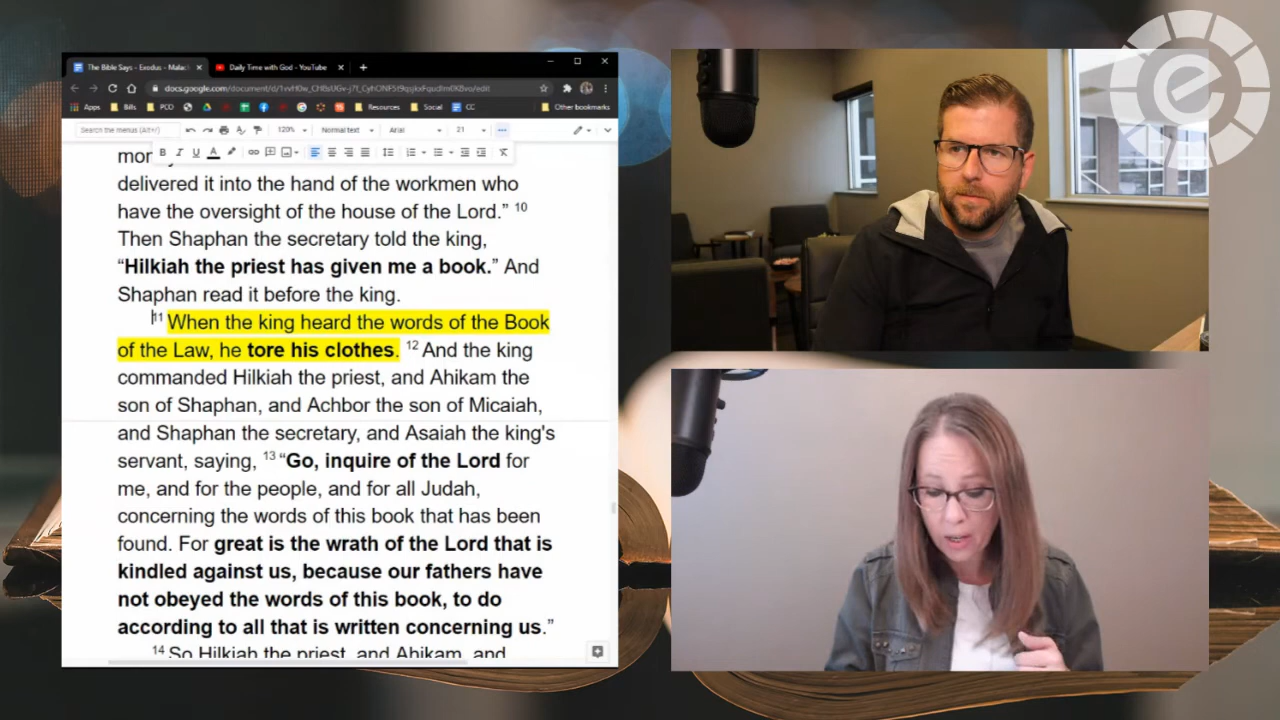 The Bible Says - Exodus - Malac
Daily Time with God - YouTube
Apps
Bills
PCO
Resources
Social
CC
Other bookmarks
Search the menus (Alt+/)
120%
Normal text
Arial
21
B I U A
delivered it into the hand of the workmen who
have the oversight of the house of the Lord.” 10
Then Shaphan the secretary told the king,
“Hilkiah the priest has given me a book.” And
Shaphan read it before the king.
11 When the king heard the words of the Book
of the Law, he tore his clothes. 12 And the king
commanded Hilkiah the priest, and Ahikam the
son of Shaphan, and Achbor the son of Micaiah,
and Shaphan the secretary, and Asaiah the king's
servant, saying, 13 “Go, inquire of the Lord for
me, and for the people, and for all Judah,
concerning the words of this book that has been
found. For great is the wrath of the Lord that is
kindled against us, because our fathers have
not obeyed the words of this book, to do
according to all that is written concerning us.”
14 So Hilkiah the priest, and Ahikam, and
e